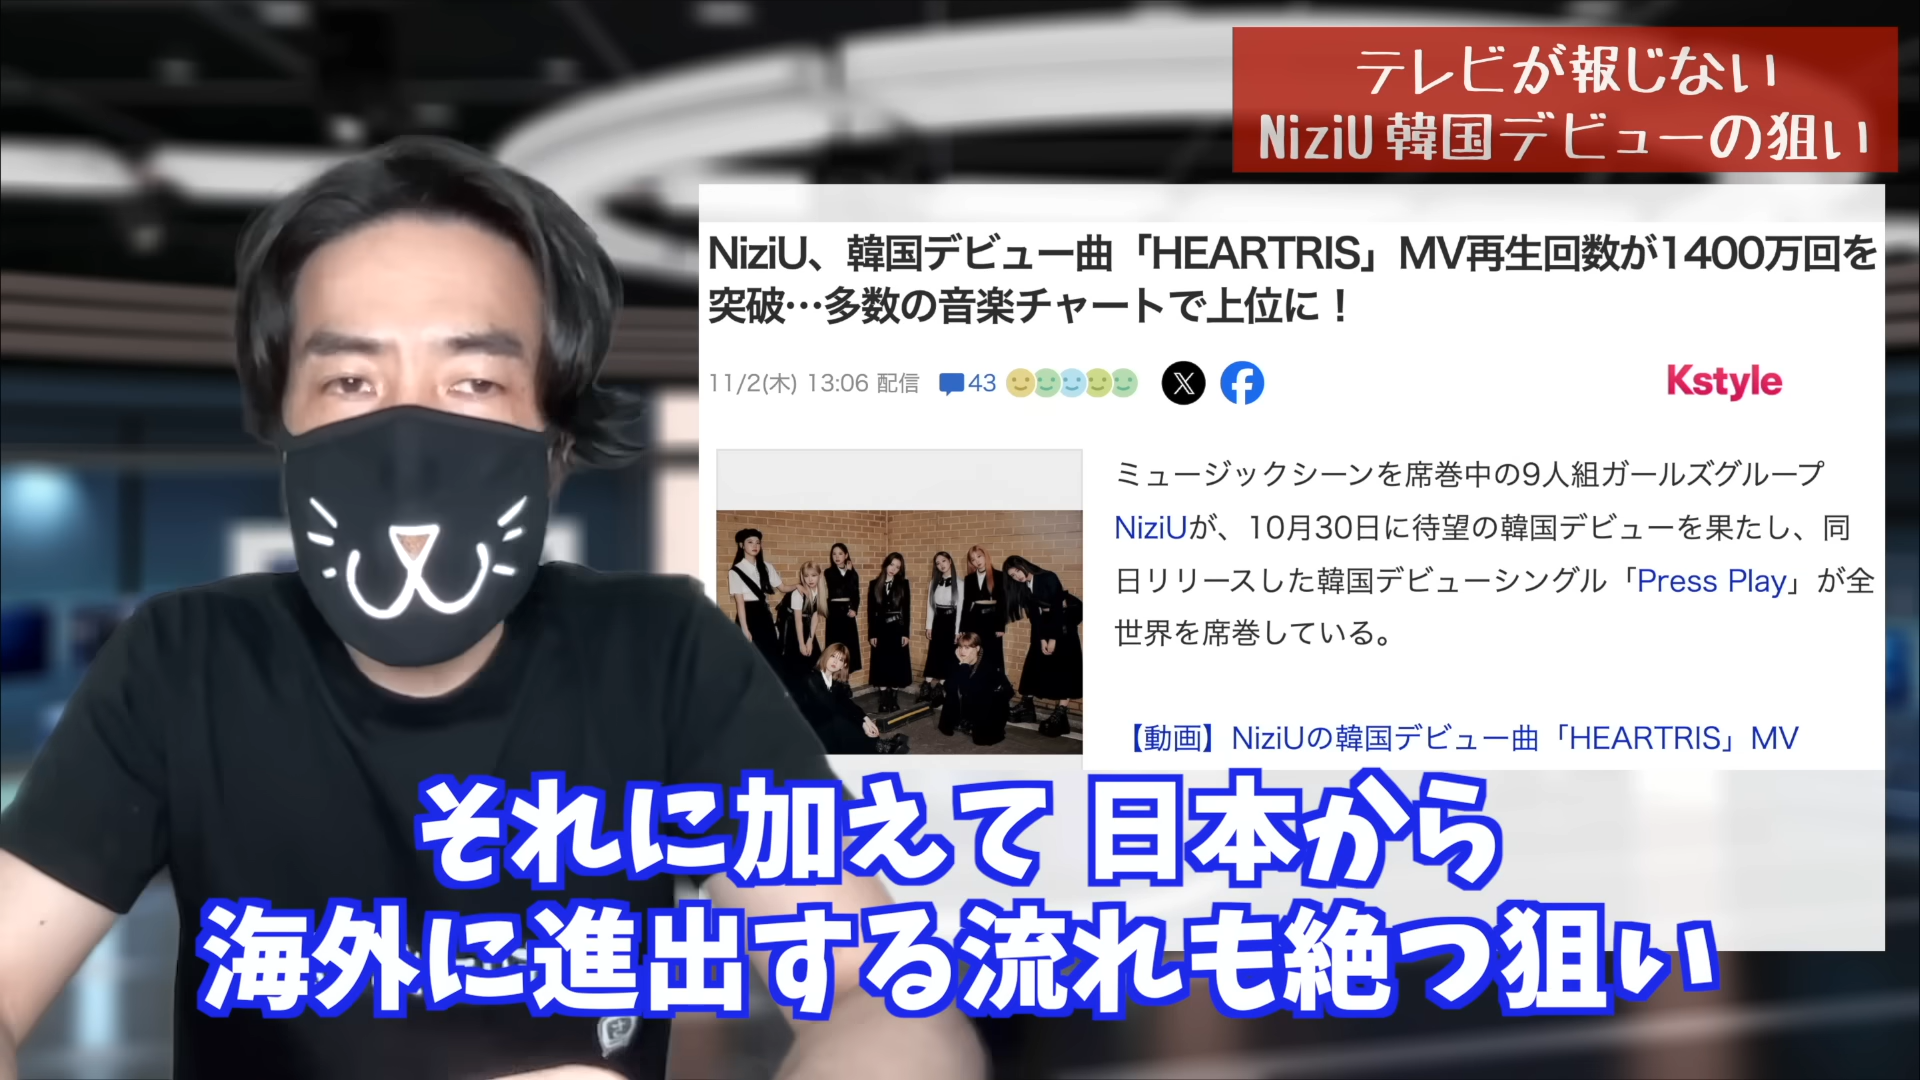 テレビが報じない
NiziU韓国デビューの狙い
NiziU、韓国デビュー曲「HEARTRIS」MV再生回数が1400万回を
突破…多数の音楽チャートで上位に！
11/2(木) 13:06 配信 43
Kstyle
ミュージックシーンを席巻中の9人組ガールズグループ
NiziUが、10月30日に待望の韓国デビューを果たし、同
日リリースした韓国デビューシングル「Press Play」が全
世界を席巻している。
【動画】NiziUの韓国デビュー曲「HEARTRIS」MV
それに加えて 日本から
海外に進出する流れも絶つ狙い